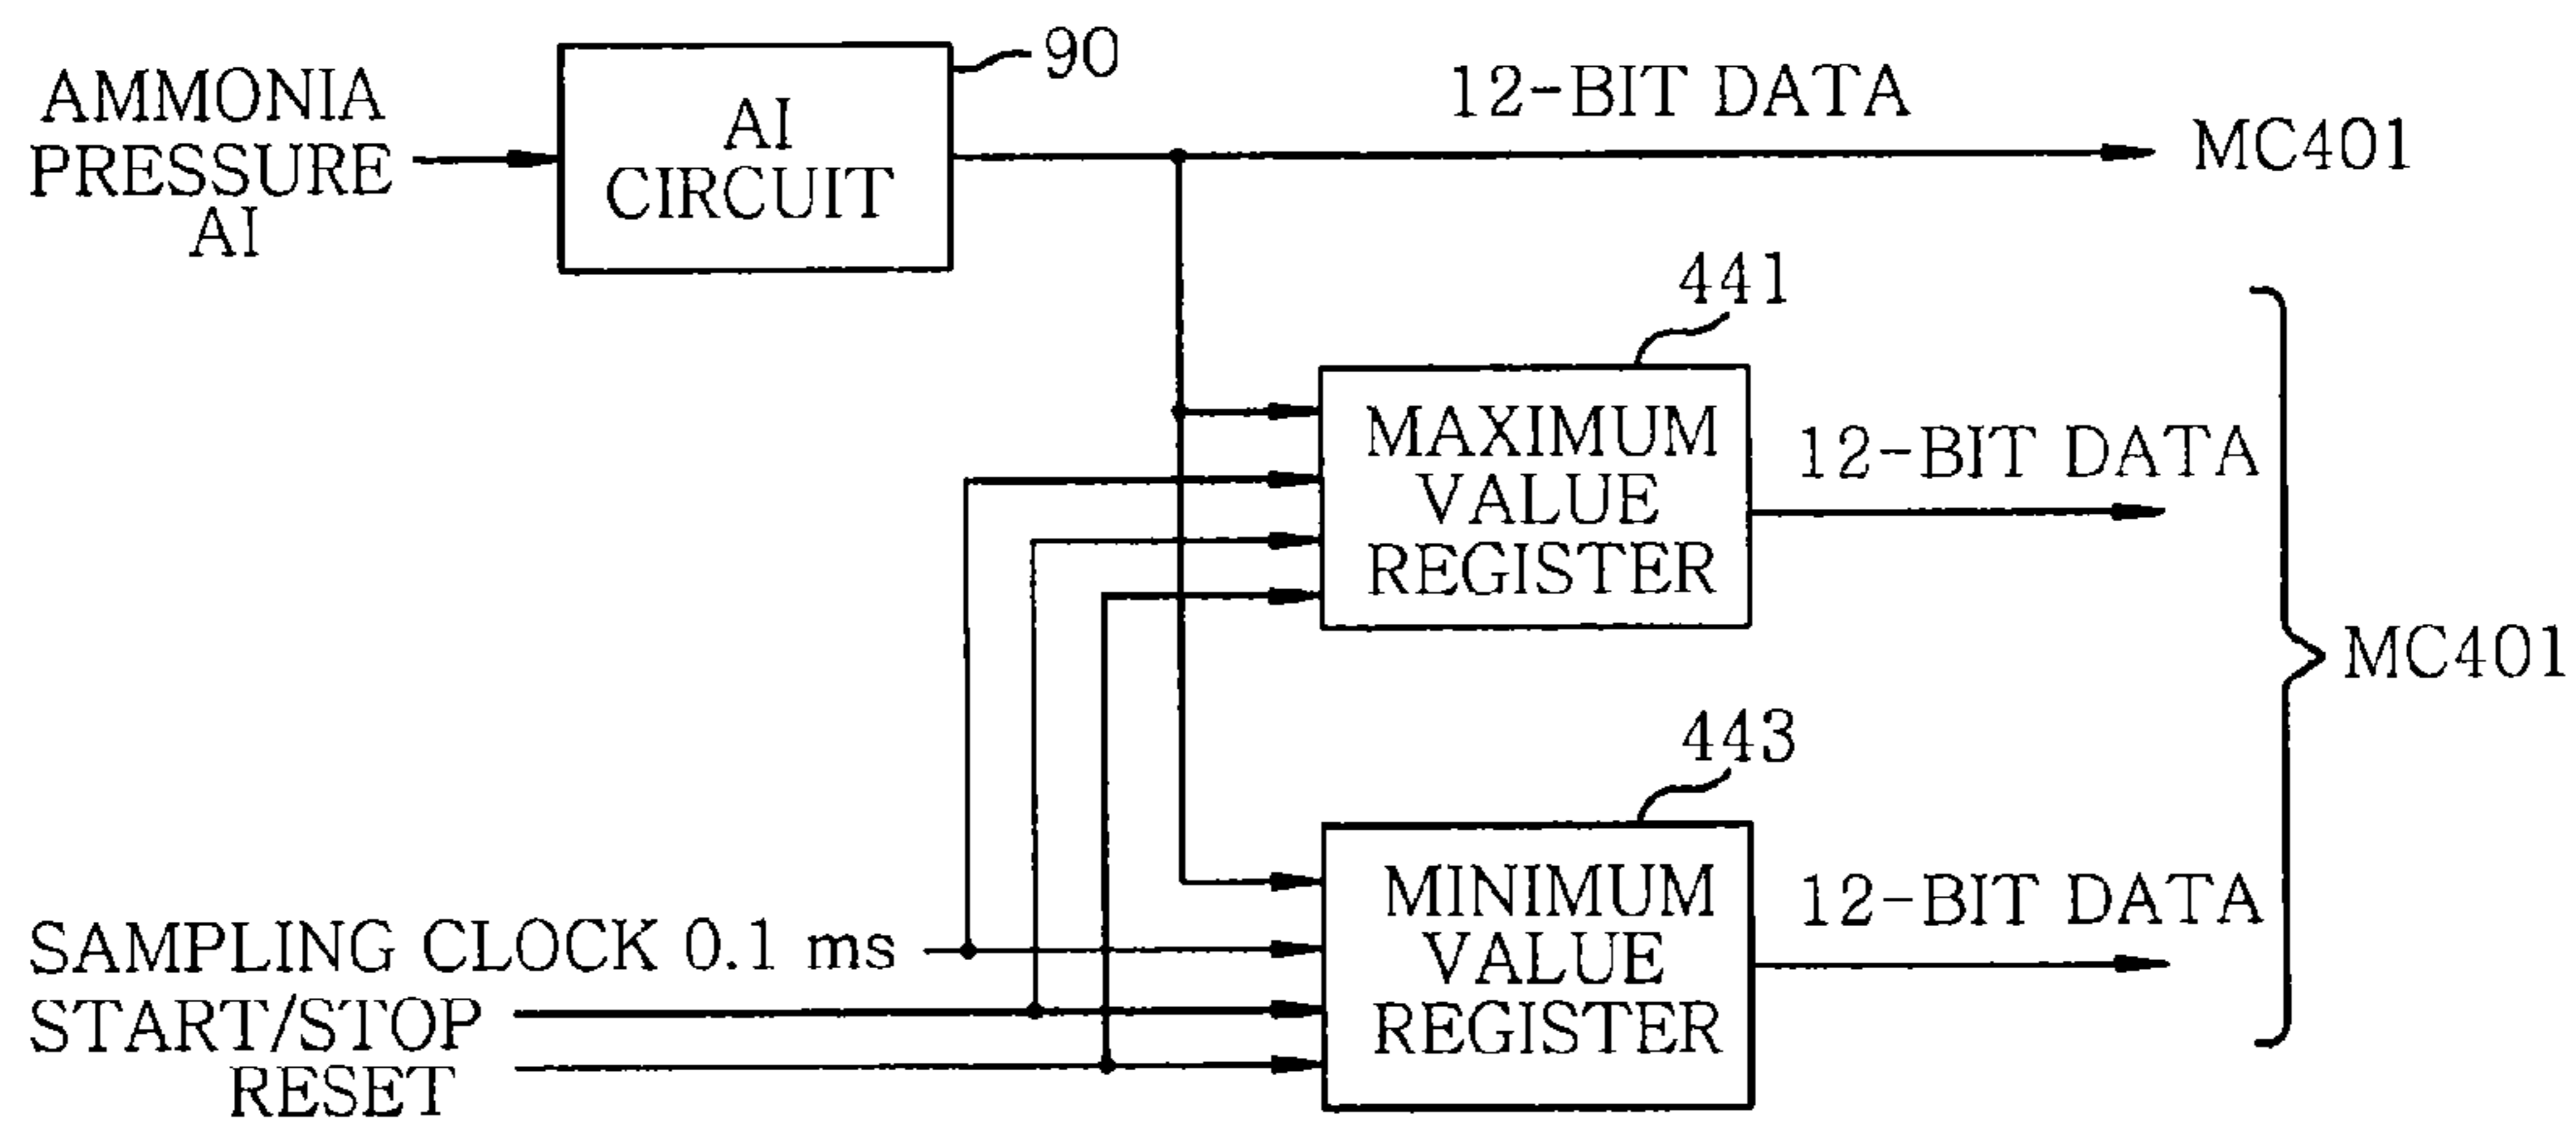 AMMONIA
PRESSURE
AI
AI
CIRCUIT
90
12-BIT DATA
MC401
441
MAXIMUM
VALUE
REGISTER
12-BIT DATA
MC401
443
MINIMUM
VALUE
REGISTER
12-BIT DATA
SAMPLING CLOCK 0.1 ms
START/STOP
RESET